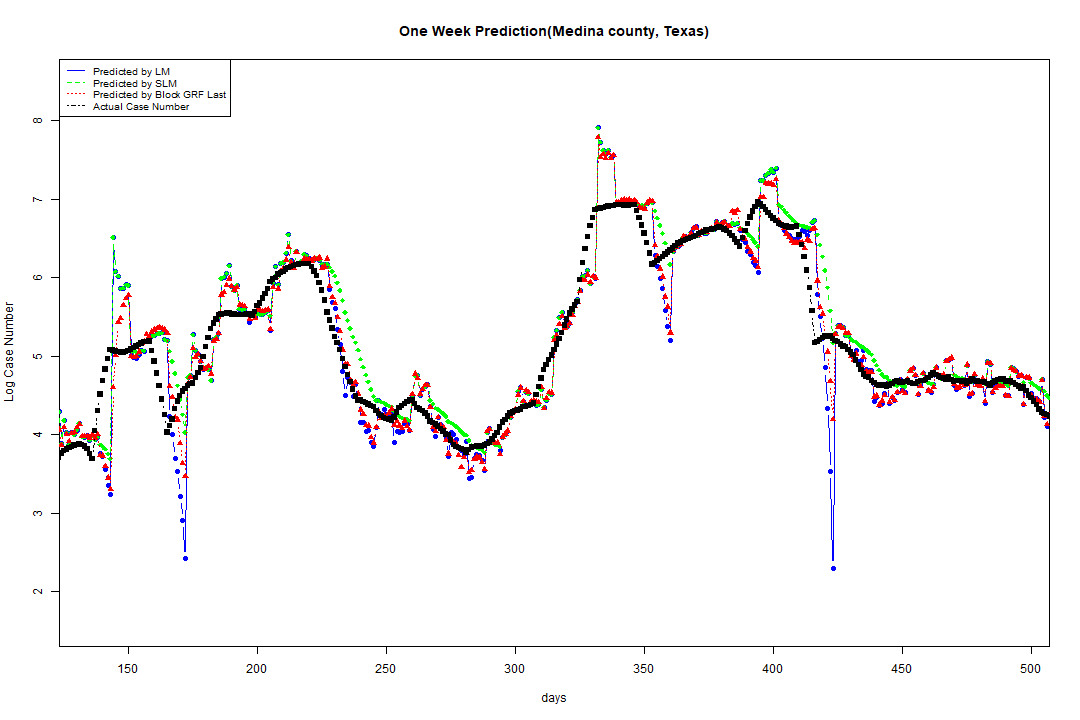 One Week Prediction(Medina county, Texas)
Predicted by LM
Predicted by SLM
Predicted by Block GRF Last
Actual Case Number
Log Case Number
8
7
6
5
4
3
2
150 200 250 300 350 400 450 500
days